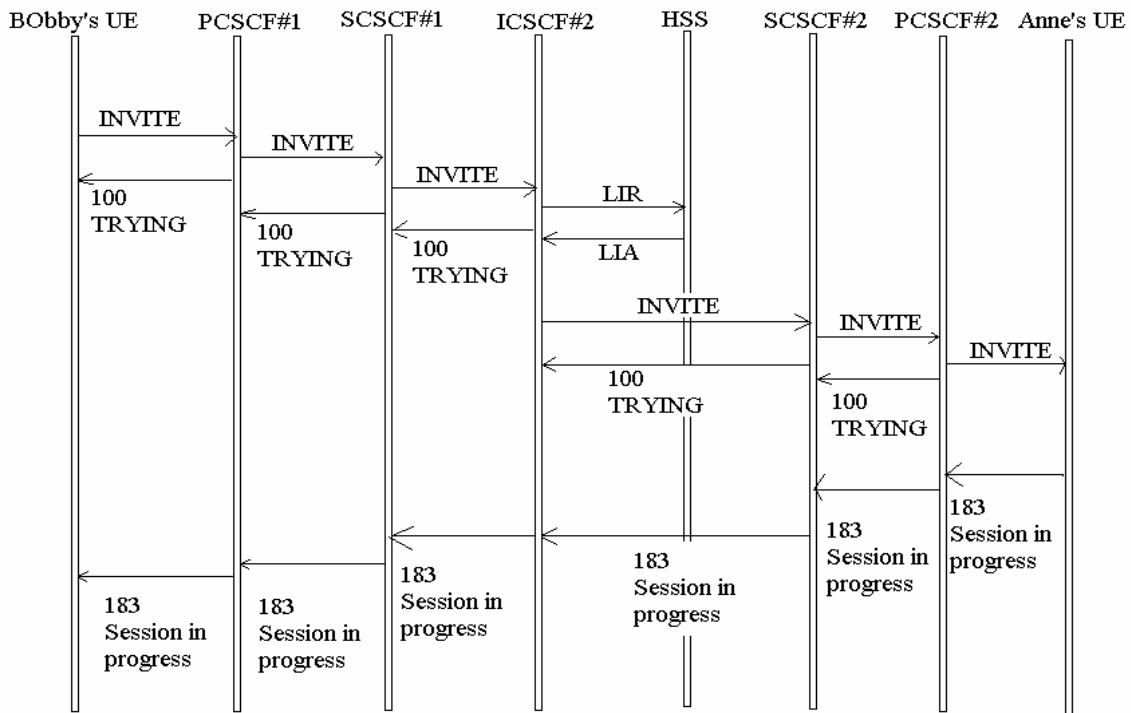 BObby's UE
PCSCF#1
SCSCF#1
ICSCF#2
HSS
SCSCF#2
PCSCF#2
Anne's UE
INVITE
INVITE
INVITE
100
TRYING
LIR
100
TRYING
100
TRYING
LIA
INVITE
INVITE
INVITE
100
TRYING
100
TRYING
183
Session in
progress
183
Session in
progress
183
Session in
progress
183
Session in
progress
183
Session in
progress
183
Session in
progress